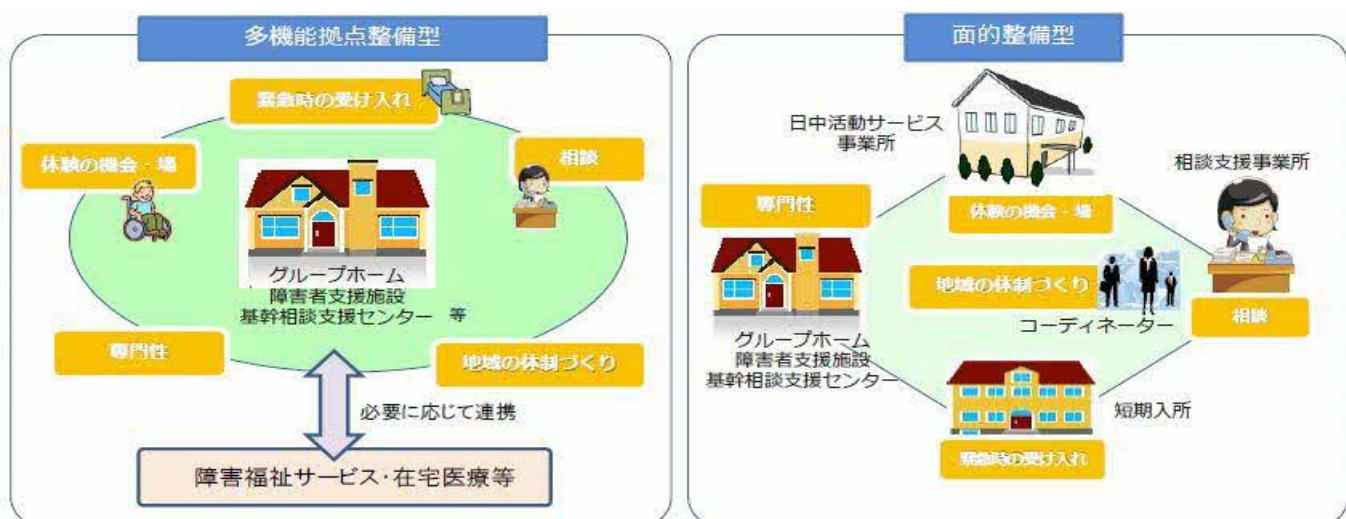 多機能拠点整備型
緊急時の受け入れ
体験の機会・場
相談
グループホーム
障害者支援施設
基幹相談支援センター 等
専門性
地域の体制づくり
必要に応じて連携
障害福祉サービス・在宅医療等
面的整備型
日中活動サービス
事業所
相談支援事業所
専門性
体験の機会・場
地域の体制づくり
コーディネーター
相談
グループホーム
障害者支援施設
基幹相談支援センター
短期入所
緊急時の受け入れ